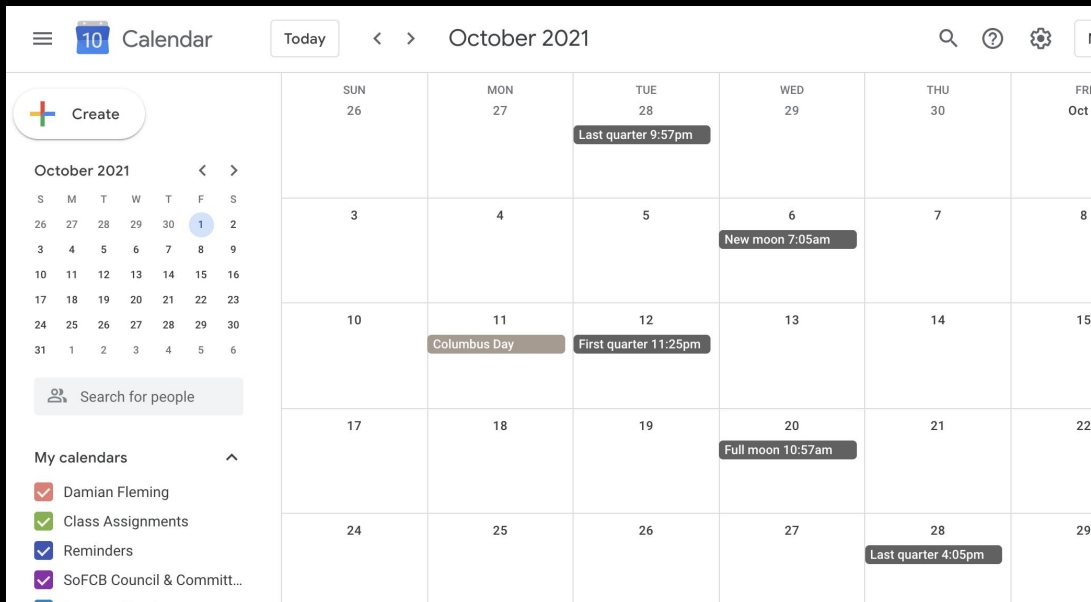 10 Calendar Today October 2021
Create
October 2021
S M T W T F S
26 27 28 29 30 1 2
3 4 5 6 7 8 9
10 11 12 13 14 15 16
17 18 19 20 21 22 23
24 25 26 27 28 29 30
31 1 2 3 4 5 6
Search for people
My calendars
Damian Fleming
Class Assignments
Reminders
SoFCB Council & Committ...
SUN MON TUE WED THU FRI
26 27 28 29 30 Oct
Last quarter 9:57pm
3 4 5 6 7 8
New moon 7:05am
10 11 12 13 14 15
Columbus Day First quarter 11:25pm
17 18 19 20 21 22
Full moon 10:57am
24 25 26 27 28 29
Last quarter 4:05pm